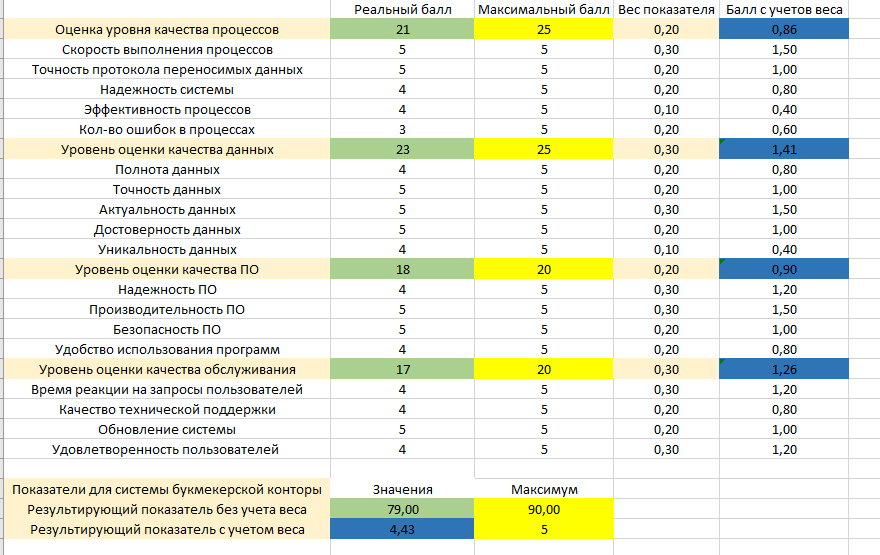 Реальный балл Максимальный балл Вес показателя Балл с учетов веса
Оценка уровня качества процессов 21 25 0,20 0,86
Скорость выполнения процессов 5 5 0,30 1,50
Точность протокола переносимых данных 5 5 0,20 1,00
Надежность системы 4 5 0,20 0,80
Эффективность процессов 4 5 0,10 0,40
Кол-во ошибок в процессах 3 5 0,20 0,60
Уровень оценки качества данных 23 25 0,30 1,41
Полнота данных 4 5 0,20 0,80
Точность данных 5 5 0,20 1,00
Актуальность данных 5 5 0,30 1,50
Достоверность данных 5 5 0,20 1,00
Уникальность данных 4 5 0,10 0,40
Уровень оценки качества ПО 18 20 0,20 0,90
Надежность ПО 4 5 0,30 1,20
Производительность ПО 5 5 0,30 1,50
Безопасность ПО 5 5 0,20 1,00
Удобство использования программ 4 5 0,20 0,80
Уровень оценки качества обслуживания 17 20 0,30 1,26
Время реакции на запросы пользователей 4 5 0,30 1,20
Качество технической поддержки 4 5 0,20 0,80
Обновление системы 5 5 0,20 1,00
Удовлетворенность пользователей 4 5 0,30 1,20
Показатели для системы букмекерской конторы Значения Максимум
Результирующий показатель без учета веса 79,00 90,00
Результирующий показатель с учетом веса 4,43 5